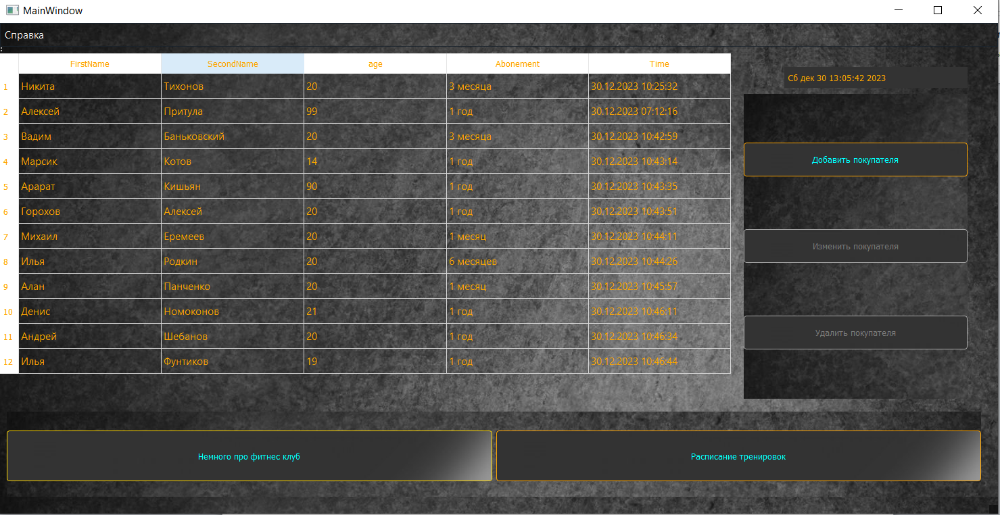 MainWindow
Справка
FirstName SecondName age Abonement Time
1 Никита Тихонов 20 3 месяца 30.12.2023 10:25:32
2 Алексей Притула 99 1 год 30.12.2023 07:12:16
3 Вадим Баньковский 20 3 месяца 30.12.2023 10:42:59
4 Марсик Котов 14 1 год 30.12.2023 10:43:14
5 Арарат Кишьян 90 1 год 30.12.2023 10:43:35
6 Горохов Алексей 20 1 год 30.12.2023 10:43:51
7 Михаил Еремеев 20 1 месяц 30.12.2023 10:44:11
8 Илья Родкин 20 6 месяцев 30.12.2023 10:44:26
9 Алан Панченко 20 1 месяц 30.12.2023 10:45:57
10 Денис Номоконов 21 1 год 30.12.2023 10:46:11
11 Андрей Шебанов 20 1 год 30.12.2023 10:46:34
12 Илья Фунтиков 19 1 год 30.12.2023 10:46:44
Сб дек 30 13:05:42 2023
Добавить покупателя
Изменить покупателя
Удалить покупателя
Немного про фитнес клуб
Расписание тренировок